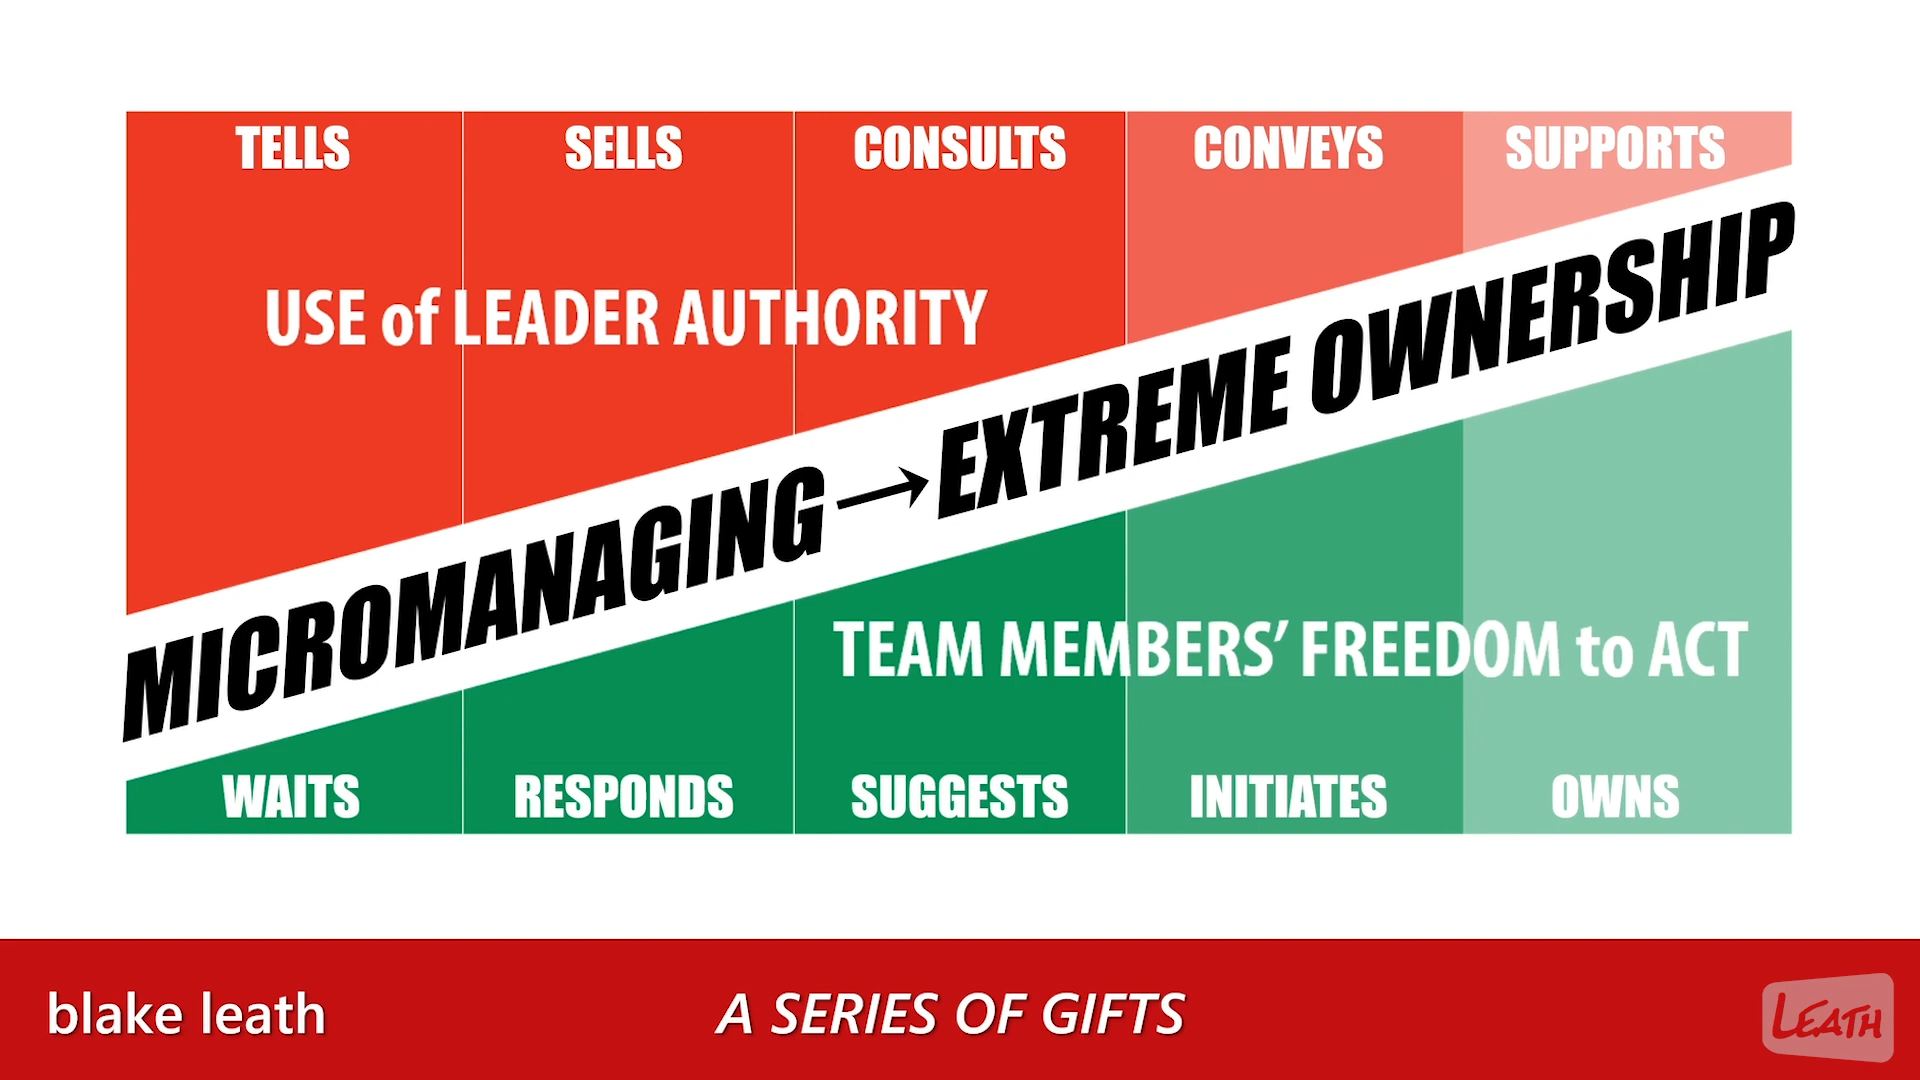 TELLS SELLS CONSULTS CONVEYS SUPPORTS
USE of LEADER AUTHORITY
MICROMANAGING → EXTREME OWNERSHIP
TEAM MEMBERS’ FREEDOM to ACT
WAITS RESPONDS SUGGESTS INITIATES OWNS
blake leath
A SERIES OF GIFTS
LEATH